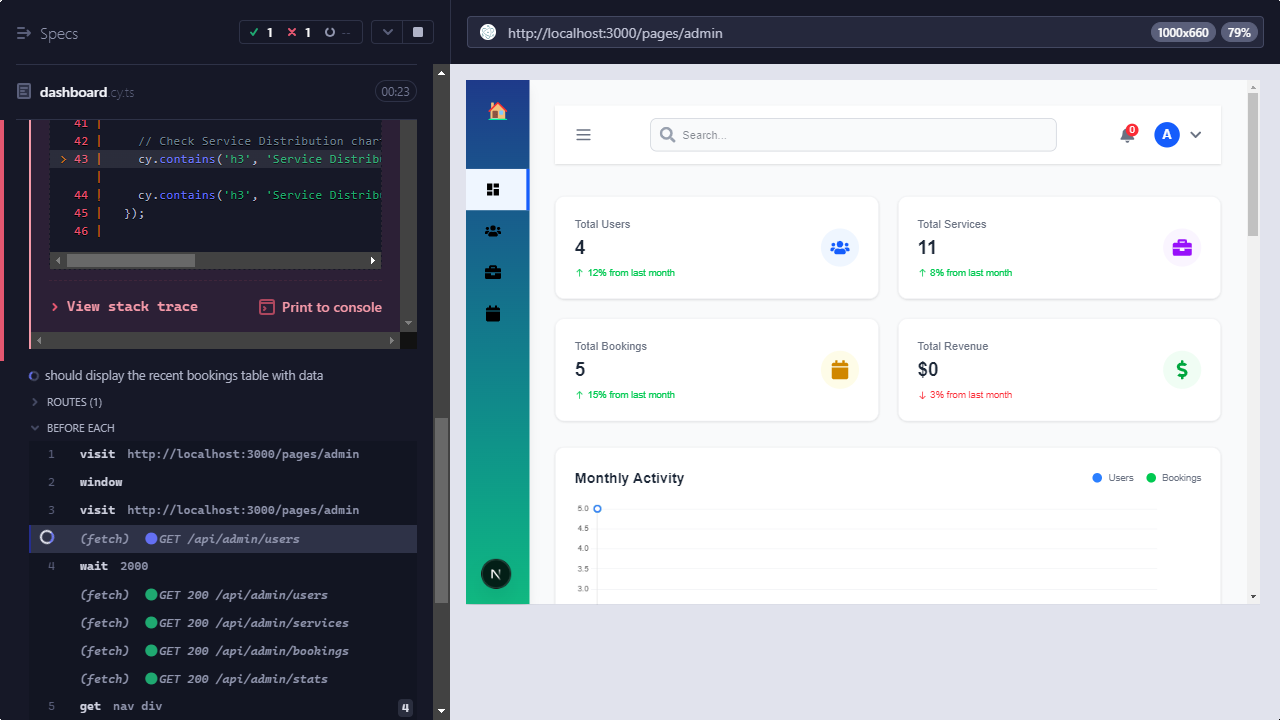 Specs
1
1
--
dashboard.cy.ts
00:23
41
42 // Check Service Distribution chart
> 43 cy.contains('h3', 'Service Distribu
44 cy.contains('h3', 'Service Distribu
45 });
46
View stack trace
Print to console
should display the recent bookings table with data
ROUTES (1)
BEFORE EACH
1 visit http://localhost:3000/pages/admin
2 window
3 visit http://localhost:3000/pages/admin
(fetch) GET /api/admin/users
4 wait 2000
(fetch) GET 200 /api/admin/users
(fetch) GET 200 /api/admin/services
(fetch) GET 200 /api/admin/bookings
(fetch) GET 200 /api/admin/stats
5 get nav div 4
http://localhost:3000/pages/admin
1000x660
79%
Search...
0
A
Total Users
4
↑ 12% from last month
Total Services
11
↑ 8% from last month
Total Bookings
5
↑ 15% from last month
Total Revenue
$0
$
↓ 3% from last month
Monthly Activity
Users
Bookings
5.0
4.5
4.0
3.5
3.0
N